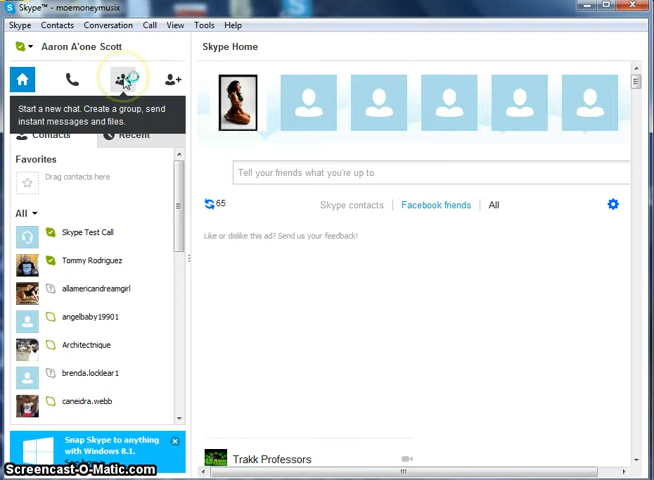 Skype™ - moemoneymusix
Skype Contacts Conversation Call View Tools Help
Aaron A'one Scott
Skype Home
Start a new chat. Create a group, send
instant messages and files.
Contacts Recent
Favorites
Drag contacts here
Tell your friends what you're up to
All
65 Skype contacts Facebook friends All
Skype Test Call
Like or dislike this ad? Send us your feedback!
Tommy Rodriguez
allamericandreamgirl
angelbaby19901
Architectnique
brenda.locklear1
caneidra.webb
Snap Skype to anything
with Windows 8.1.
Trakk Professors
Screencast-O-Matic.com